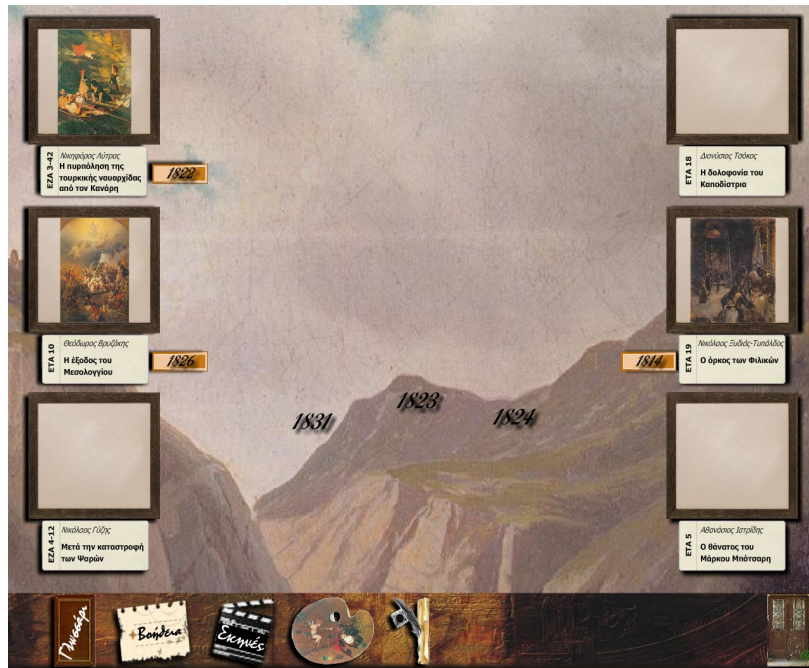 ΕΖΑ 3-42
Νικηφόρος Λύτρας
Η πυρπόληση της
τουρκικής ναυαρχίδας
από τον Κανάρη
1822
ΕΤΑ 18
Διονύσιος Τσόκος
Η δολοφονία του
Καποδίστρια
ΕΤΑ 10
Θεόδωρος Βρυζάκης
Η έξοδος του
Μεσολογγίου
1826
1814
ΕΤΑ 19
Νικόλαος Ξυδιάς-Τυπάλδος
Ο όρκος των Φιλικών
1831
1823
1824
ΕΖΑ 4-12
Νικόλαος Γύζης
Μετά την καταστροφή
των Ψαρών
ΕΤΑ 5
Αθανάσιος Ιατρίδης
Ο θάνατος του
Μάρκου Μπότσαρη
Γλωσσάρι
Βοήθεια
Σκηνές